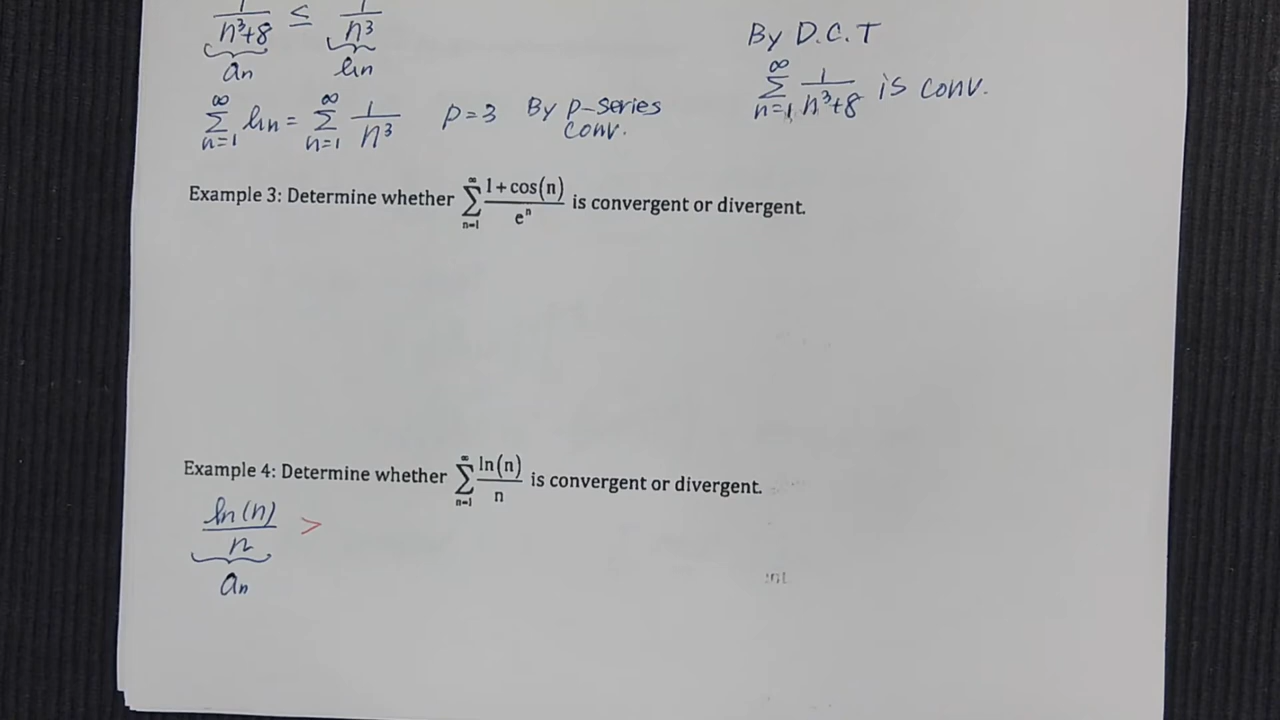 1/(n³+8) ≤ 1/n³
aₙ bₙ
∞∑n=1 bₙ = ∞∑n=1 1/n³ p=3 By p-series conv.
By D.C.T
∞∑n=1 1/(n³+8) is conv.
Example 3: Determine whether ∞∑n=1 (1+cos(n))/eⁿ is convergent or divergent.
Example 4: Determine whether ∞∑n=1 ln(n)/n is convergent or divergent.
ln(n)/n >
aₙ